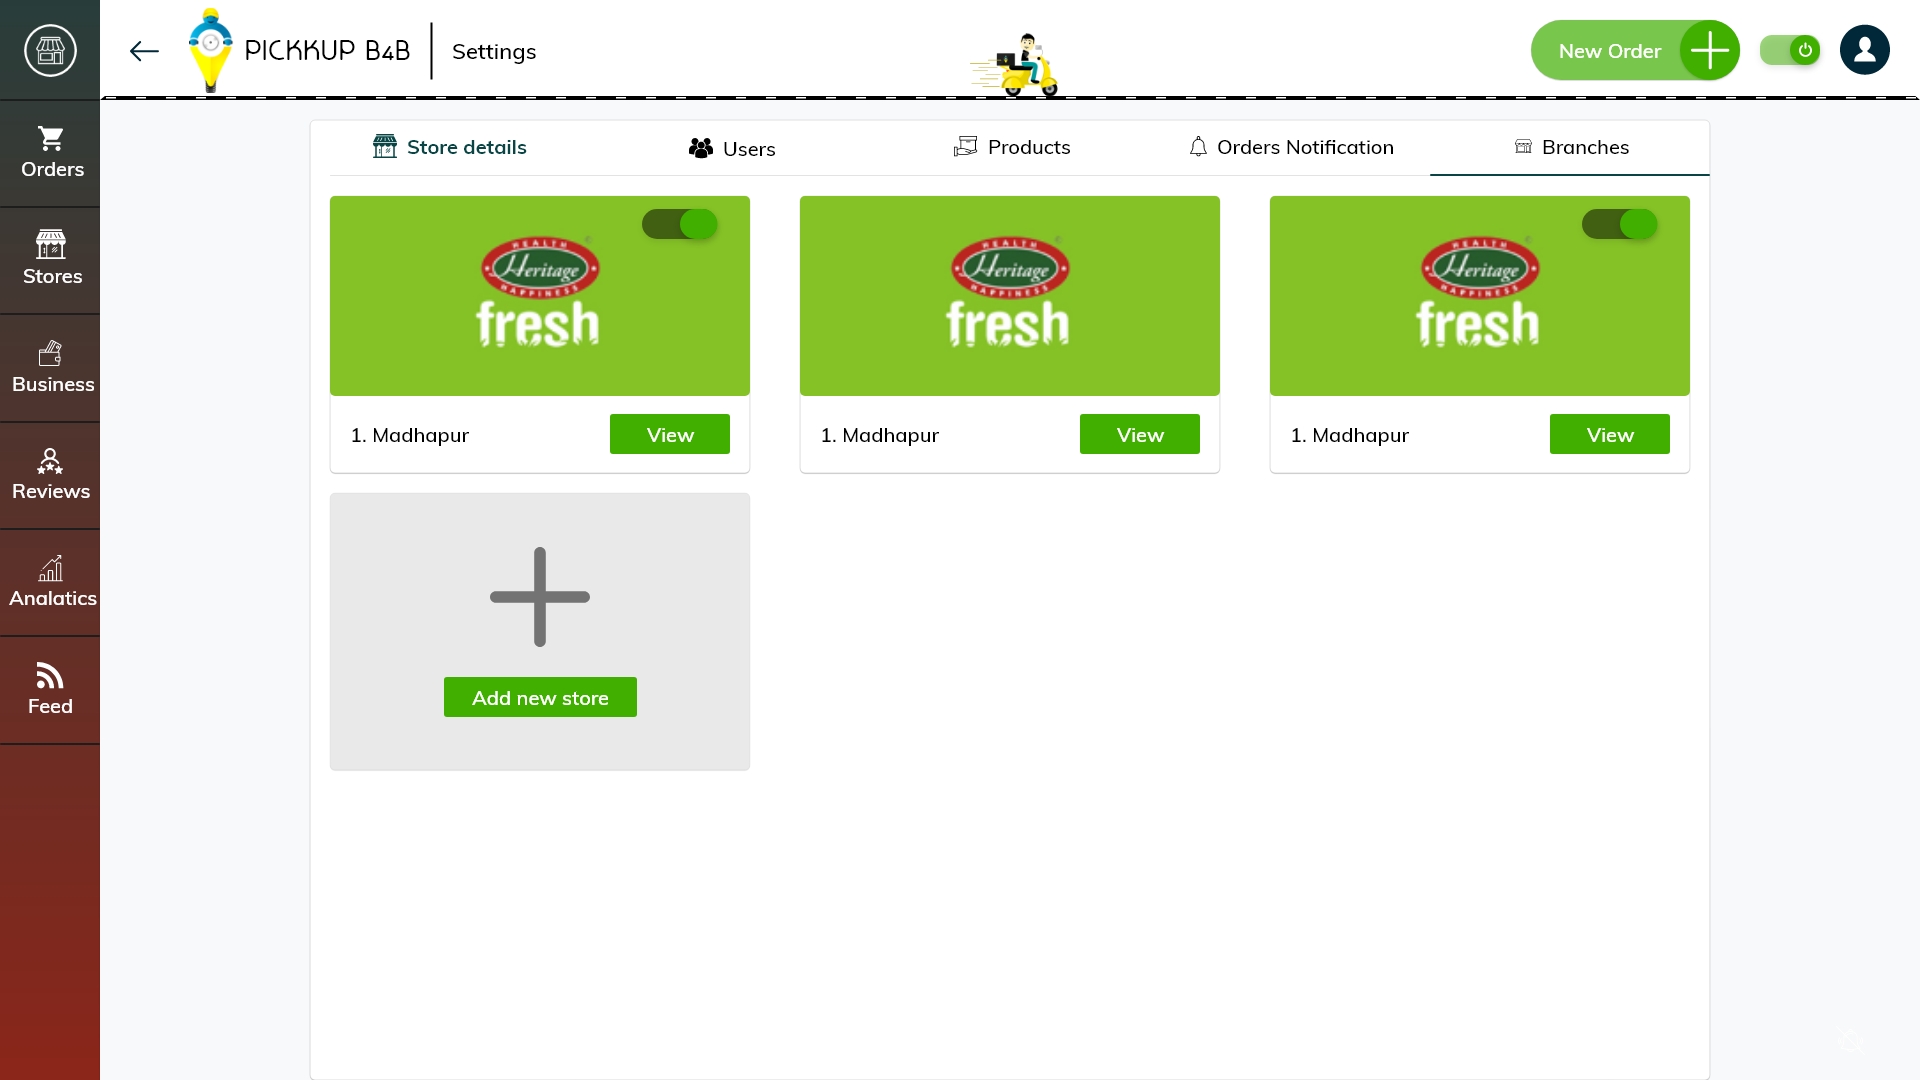 PICKKUP B4B
Settings
New Order
Orders
Stores
Business
Reviews
Analatics
Feed
Store details
Users
Products
Orders Notification
Branches
HEALTH
Heritage
HAPPINESS
fresh
HEALTH
Heritage
HAPPINESS
fresh
HEALTH
Heritage
HAPPINESS
fresh
1. Madhapur
View
1. Madhapur
View
1. Madhapur
View
Add new store